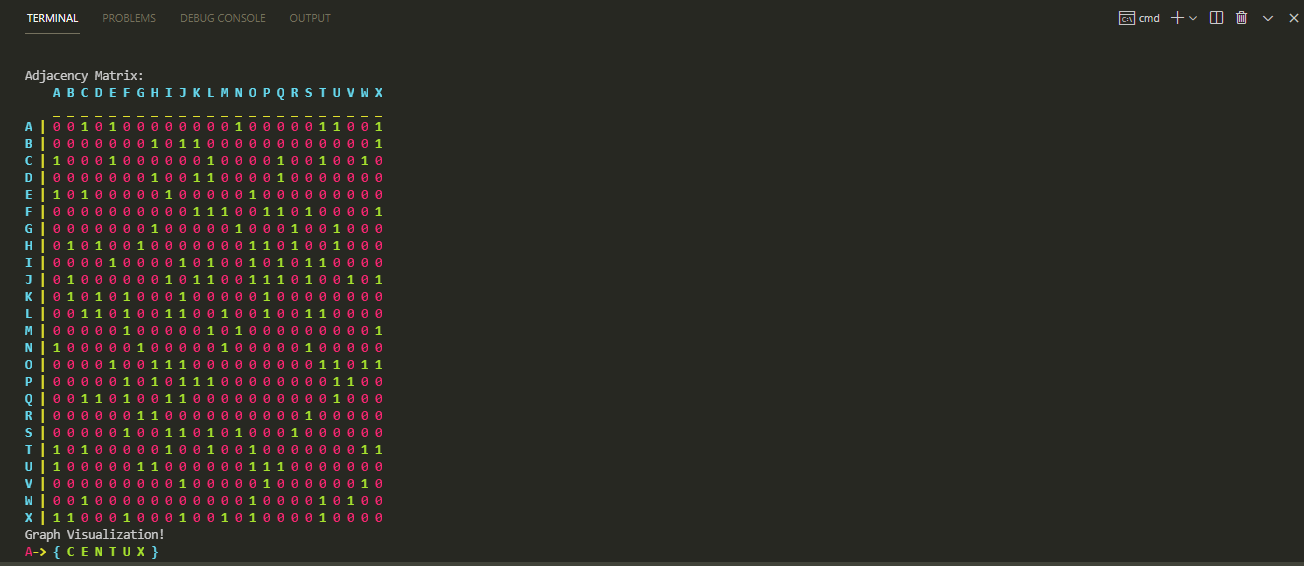 TERMINAL PROBLEMS DEBUG CONSOLE OUTPUT cmd
Adjacency Matrix:
A B C D E F G H I J K L M N O P Q R S T U V W X
_ _ _ _ _ _ _ _ _ _ _ _ _ _ _ _ _ _ _ _ _ _ _ _
A | 0 0 1 0 1 0 0 0 0 0 0 0 0 1 0 0 0 0 0 1 1 0 0 1
B | 0 0 0 0 0 0 0 1 0 1 1 0 0 0 0 0 0 0 0 0 0 0 0 1
C | 1 0 0 0 1 0 0 0 0 0 0 1 0 0 0 0 1 0 0 1 0 0 1 0
D | 0 0 0 0 0 0 0 1 0 0 1 1 0 0 0 0 1 0 0 0 0 0 0 0
E | 1 0 1 0 0 0 0 0 1 0 0 0 0 0 1 0 0 0 0 0 0 0 0 0
F | 0 0 0 0 0 0 0 0 0 0 1 1 1 0 0 1 1 0 1 0 0 0 0 1
G | 0 0 0 0 0 0 0 1 0 0 0 0 0 1 0 0 0 1 0 0 1 0 0 0
H | 0 1 0 1 0 0 1 0 0 0 0 0 0 0 1 1 0 1 0 0 1 0 0 0
I | 0 0 0 0 1 0 0 0 0 1 0 1 0 0 1 0 1 0 1 1 0 0 0 0
J | 0 1 0 0 0 0 0 0 1 0 1 1 0 0 1 1 1 0 1 0 0 1 0 1
K | 0 1 0 1 0 1 0 0 0 1 0 0 0 0 0 1 0 0 0 0 0 0 0 0
L | 0 0 1 1 0 1 0 0 1 1 0 0 1 0 0 1 0 0 1 1 0 0 0 0
M | 0 0 0 0 0 1 0 0 0 0 0 1 0 1 0 0 0 0 0 0 0 0 0 1
N | 1 0 0 0 0 0 1 0 0 0 0 0 1 0 0 0 0 0 1 0 0 0 0 0
O | 0 0 0 0 1 0 0 1 1 1 0 0 0 0 0 0 0 0 0 1 1 0 1 1
P | 0 0 0 0 0 1 0 1 0 1 1 1 0 0 0 0 0 0 0 0 1 1 0 0
Q | 0 0 1 1 0 1 0 0 1 1 0 0 0 0 0 0 0 0 0 0 1 0 0 0
R | 0 0 0 0 0 0 1 1 0 0 0 0 0 0 0 0 0 0 1 0 0 0 0 0
S | 0 0 0 0 0 1 0 0 1 1 0 1 0 1 0 0 0 1 0 0 0 0 0 0
T | 1 0 1 0 0 0 0 0 1 0 0 1 0 0 1 0 0 0 0 0 0 0 1 1
U | 1 0 0 0 0 0 1 1 0 0 0 0 0 0 1 1 1 0 0 0 0 0 0 0
V | 0 0 0 0 0 0 0 0 0 1 0 0 0 0 0 1 0 0 0 0 0 0 1 0
W | 0 0 1 0 0 0 0 0 0 0 0 0 0 0 1 0 0 0 0 1 0 1 0 0
X | 1 1 0 0 0 1 0 0 0 1 0 0 1 0 1 0 0 0 0 1 0 0 0 0
Graph Visualization!
A-> { C E N T U X }